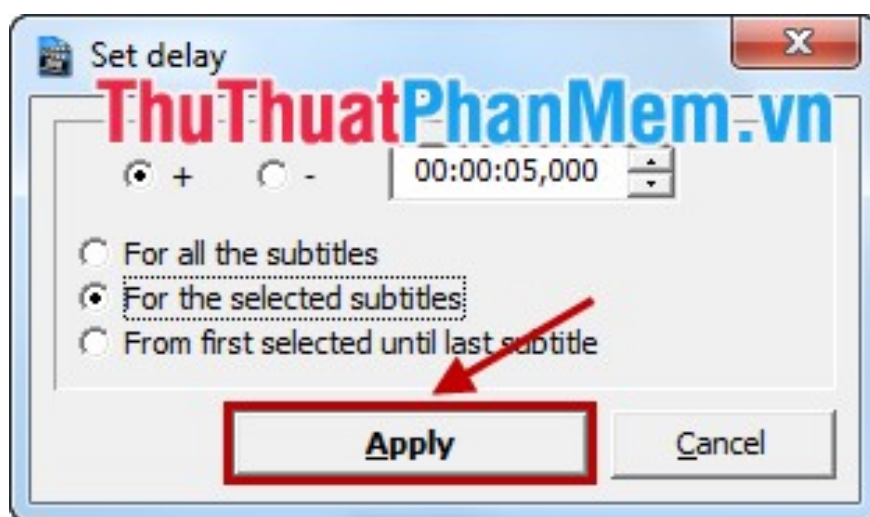 Set delay
ThuThuatPhanMem.vn
+ - 00:00:05,000
For all the subtitles
For the selected subtitles
From first selected until last subtitle
Apply Cancel